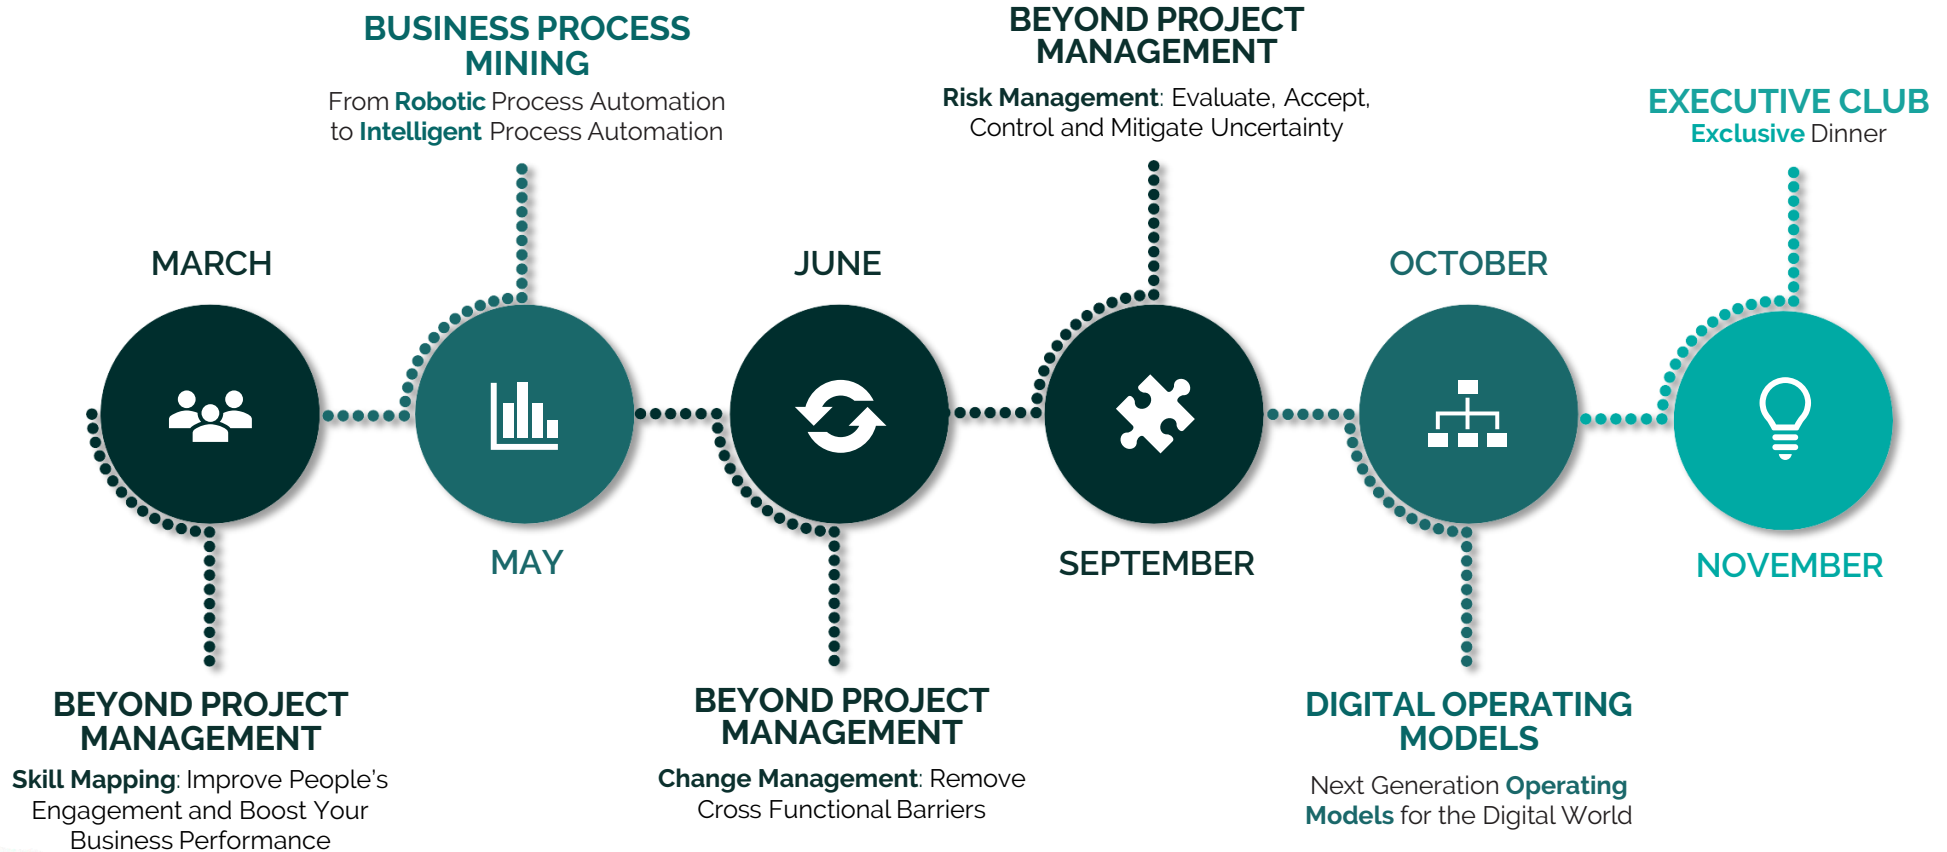 BUSINESS PROCESS
MINING
From Robotic Process Automation
to Intelligent Process Automation
BEYOND PROJECT
MANAGEMENT
Risk Management: Evaluate, Accept,
Control and Mitigate Uncertainty
EXECUTIVE CLUB
Exclusive Dinner
MARCH
JUNE
OCTOBER
MAY
SEPTEMBER
NOVEMBER
BEYOND PROJECT
MANAGEMENT
Skill Mapping: Improve People’s
Engagement and Boost Your
Business Performance
BEYOND PROJECT
MANAGEMENT
Change Management: Remove
Cross Functional Barriers
DIGITAL OPERATING
MODELS
Next Generation Operating
Models for the Digital World